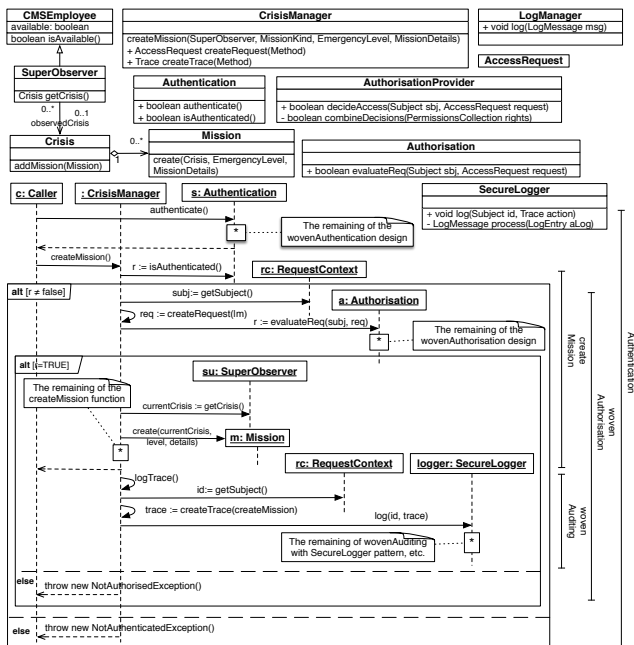 CMSEmployee
available: boolean
boolean isAvailable()
CrisisManager
createMission(SuperObserver, MissionKind, EmergencyLevel, MissionDetails)
+ AccessRequest createRequest(Method)
+ Trace createTrace(Method)
LogManager
+ void log(LogMessage msg)
AccessRequest
SuperObserver
Crisis getCrisis()
0..*
0..1
observedCrisis
Authentication
+ boolean authenticate()
+ boolean isAuthenticated()
AuthorisationProvider
+ boolean decideAccess(Subject sbj, AccessRequest request)
- boolean combineDecisions(PermissionsCollection rights)
Crisis
addMission(Mission)
1
0..*
Mission
create(Crisis, EmergencyLevel,
MissionDetails)
Authorisation
+ boolean evaluateReq(Subject sbj, AccessRequest request)
SecureLogger
+ void log(Subject id, Trace action)
- LogMessage process(LogEntry aLog)
c: Caller
: CrisisManager
s: Authentication
authenticate()
*
The remaining of the
wovenAuthentication design
createMission()
r := isAuthenticated()
rc: RequestContext
alt [r ≠ false]
subj:= getSubject()
a: Authorisation
req := createRequest(lm)
r := evaluateReq(subj, req)
*
The remaining of the
wovenAuthorisation design
alt [r=TRUE]
su: SuperObserver
The remaining of the
createMission function
currentCrisis := getCrisis()
create(currentCrisis,
level, details)
m: Mission
*
rc: RequestContext
logger: SecureLogger
logTrace()
id:= getSubject()
trace := createTrace(createMission)
log(id, trace)
The remaining of wovenAuditing
with SecureLogger pattern, etc.
*
else
throw new NotAuthorisedException()
else
throw new NotAuthenticatedException()
create
Mission
woven
Auditing
woven
Authorisation
Authentication